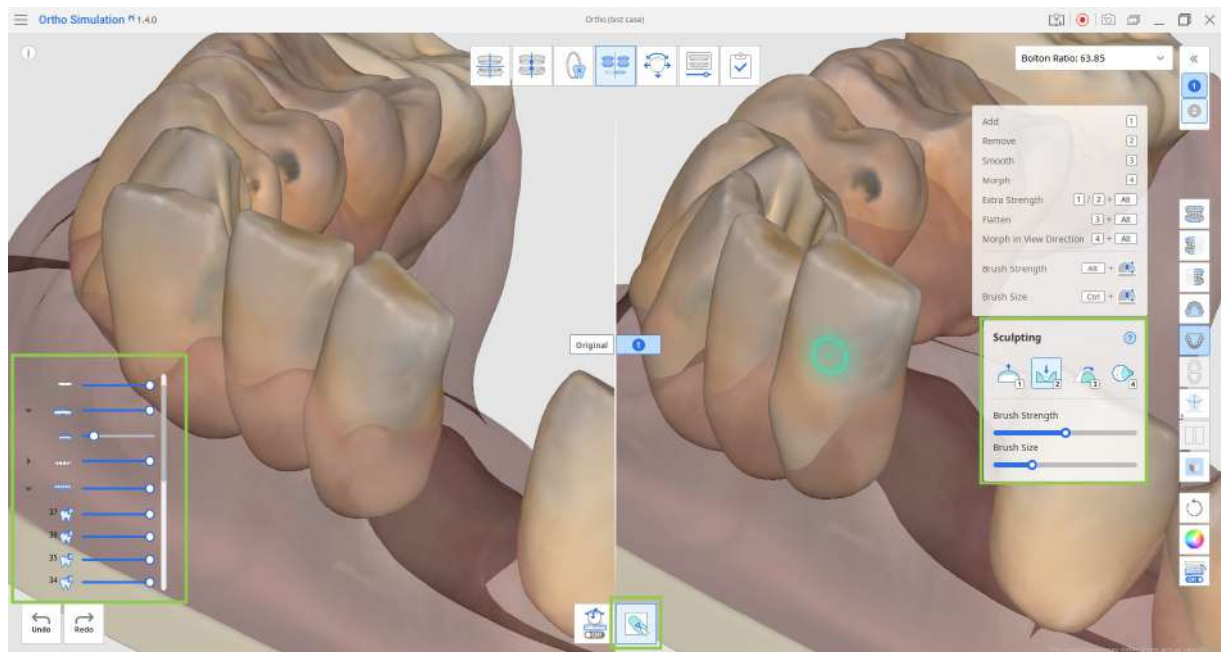 Ortho Simulation 1.4.0
Ortho (test case)
Bolton Ratio: 63.85
Add 1
Remove 2
Smooth 3
Morph 4
Extra Strength 1 / 2 + Alt
Flatten 3 + Alt
Morph in View Direction 4 + Alt
Brush Strength Alt +
Brush Size Ctrl +
Original 1
Sculpting ?
1 2 3 4
Brush Strength
Brush Size
37
36
35
34
Undo
Redo
Off